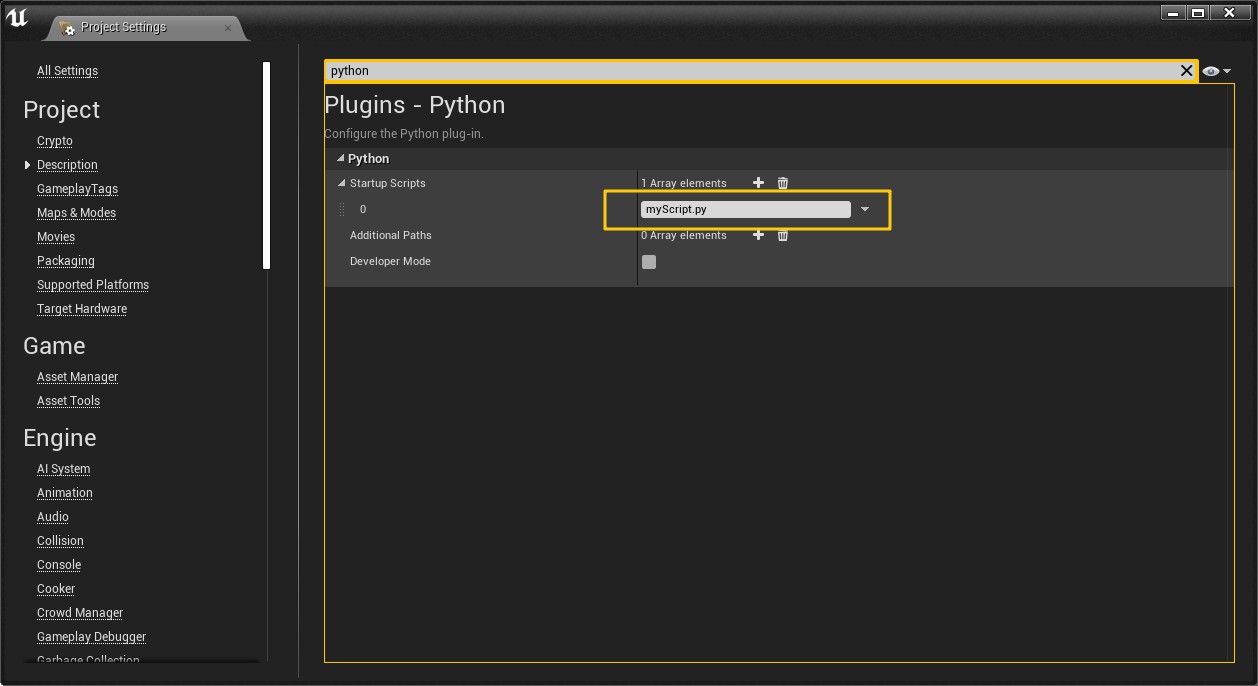 Project Settings
All Settings
Project
Crypto
Description
GameplayTags
Maps & Modes
Movies
Packaging
Supported Platforms
Target Hardware
Game
Asset Manager
Asset Tools
Engine
AI System
Animation
Audio
Collision
Console
Cooker
Crowd Manager
Gameplay Debugger
Garbage Collection
python
Plugins - Python
Configure the Python plug-in.
Python
Startup Scripts 1 Array elements
0 myScript.py
Additional Paths 0 Array elements
Developer Mode